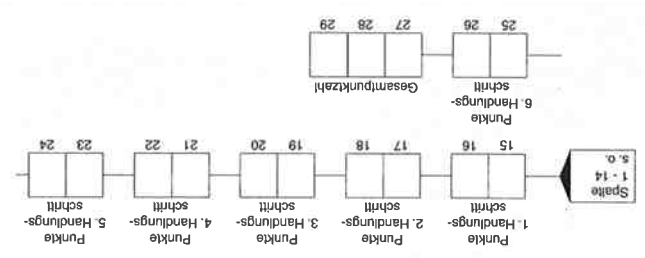 Spalte
1 - 14
s. o.
Punkte
1. Handlungs-
schritt
15 16
Punkte
2. Handlungs-
schritt
17 18
Punkte
3. Handlungs-
schritt
19 20
Punkte
4. Handlungs-
schritt
21 22
Punkte
5. Handlungs-
schritt
23 24
Punkte
6. Handlungs-
schritt
25 26
Gesamtpunktzahl
27 28 29